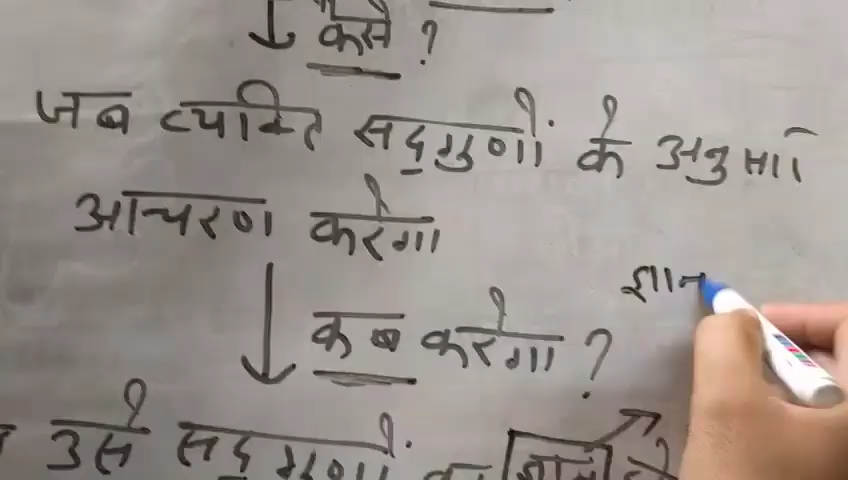 कैसे ?
जब व्यक्ति सद्गुणों के अनुसार
आचरण करेगा
ज्ञान
कब करेगा ?
उसे सद्गुणों का ज्ञान हो